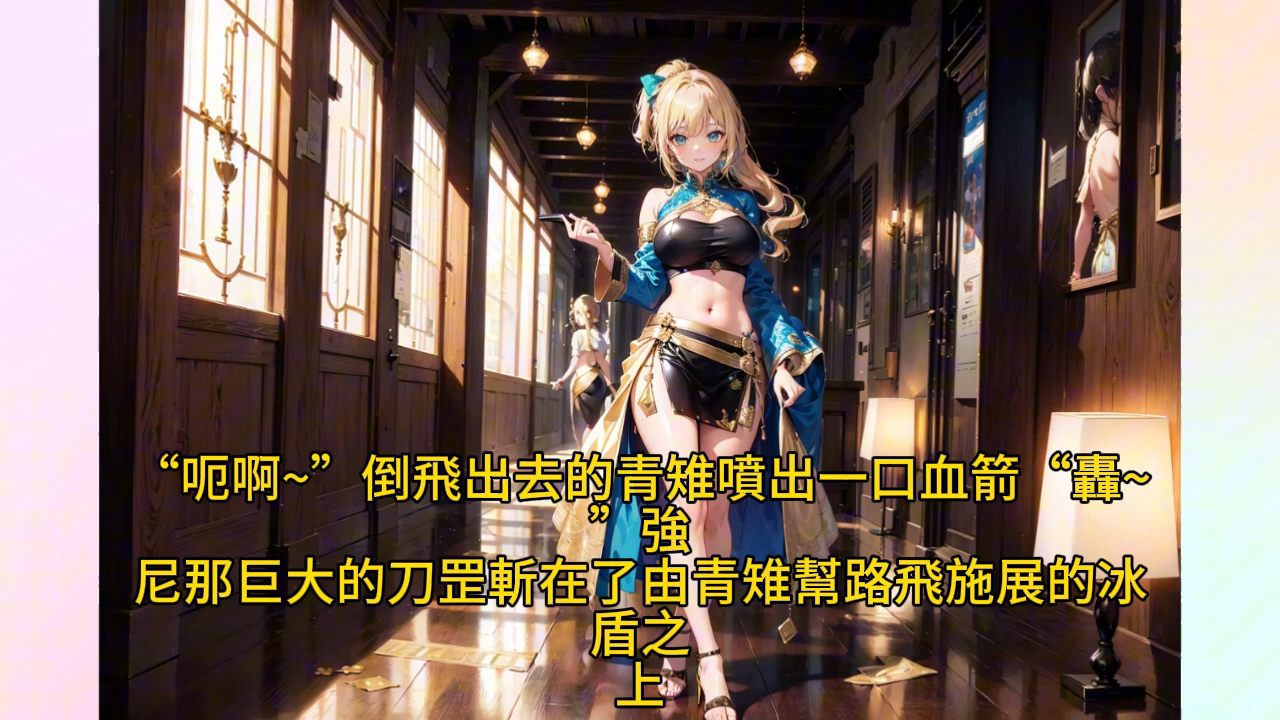 “呃啊~”倒飛出去的青雉噴出一口血箭“轟~
”強
尼那巨大的刀罡斬在了由青雉幫路飛施展的冰
盾之
上